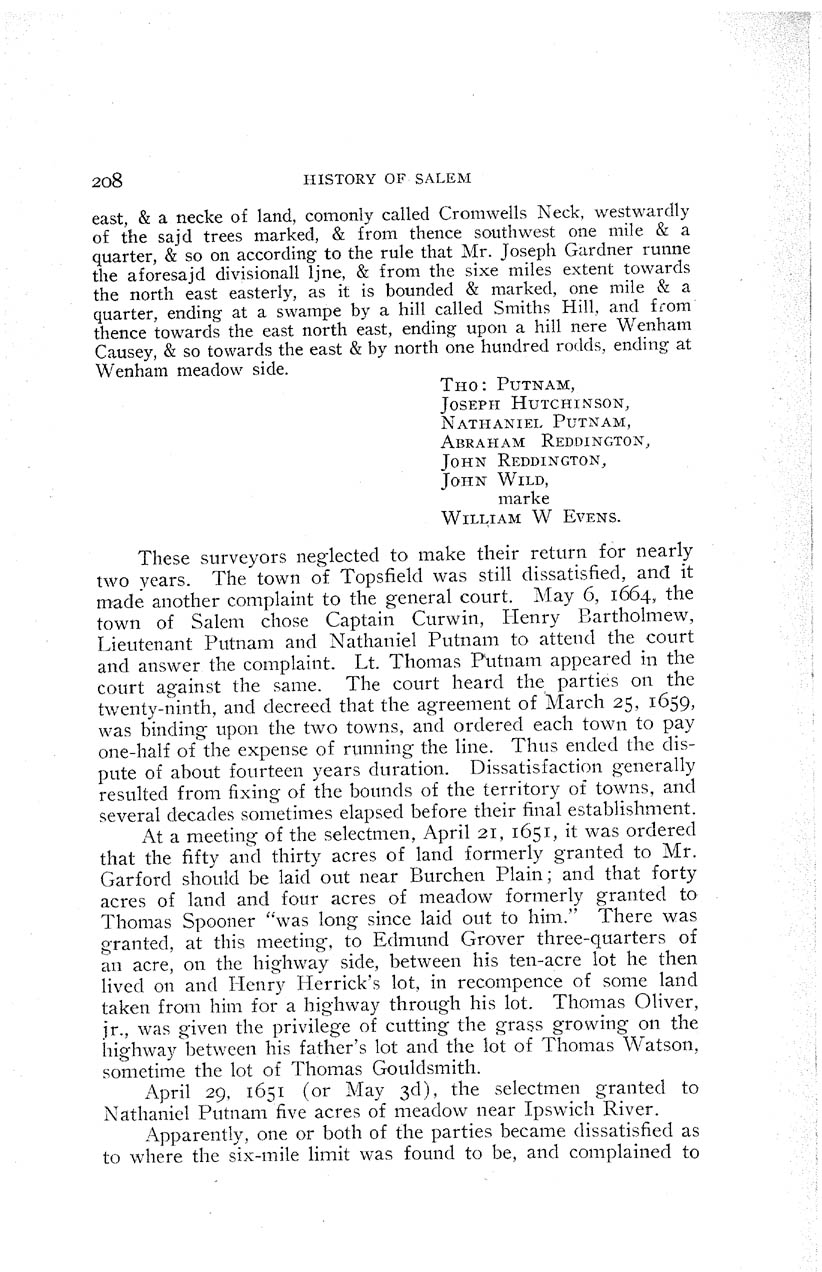 208 HISTORY OF SALEM
east, & a necke of land, comonly called Cromwells Neck, westwardly
of the sajd trees marked, & from thence southwest one mile & a
quarter, & so on according to the rule that Mr. Joseph Gardner runne
the aforesajd divisionall ljne, & from the sixe miles extent towards
the north east easterly, as it is bounded & marked, one mile & a
quarter, ending at a swampe by a hill called Smiths Hill, and from
thence towards the east north east, ending upon a hill nere Wenham
Causey, & so towards the east & by north one hundred rodds, ending at
Wenham meadow side.
THO: PUTNAM,
JOSEPH HUTCHINSON,
NATHANIEL PUTNAM,
ABRAHAM REDDINGTON,
JOHN REDDINGTON,
JOHN WILD,
marke
WILLIAM W EVENS.
These surveyors neglected to make their return for nearly
two years. The town of Topsfield was still dissatisfied, and it
made another complaint to the general court. May 6, 1664, the
town of Salem chose Captain Curwin, Henry Bartholmew,
Lieutenant Putnam and Nathaniel Putnam to attend the court
and answer the complaint. Lt. Thomas Putnam appeared in the
court against the same. The court heard the parties on the
twenty-ninth, and decreed that the agreement of March 25, 1659,
was binding upon the two towns, and ordered each town to pay
one-half of the expense of running the line. Thus ended the dis-
pute of about fourteen years duration. Dissatisfaction generally
resulted from fixing of the bounds of the territory of towns, and
several decades sometimes elapsed before their final establishment.
At a meeting of the selectmen, April 21, 1651, it was ordered
that the fifty and thirty acres of land formerly granted to Mr.
Garford should be laid out near Burchen Plain; and that forty
acres of land and four acres of meadow formerly granted to
Thomas Spooner "was long since laid out to him." There was
granted, at this meeting, to Edmund Grover three-quarters of
an acre, on the highway side, between his ten-acre lot he then
lived on and Henry Herrick's lot, in recompence of some land
taken from him for a highway through his lot. Thomas Oliver,
jr., was given the privilege of cutting the grass growing on the
highway between his father's lot and the lot of Thomas Watson,
sometime the lot of Thomas Gouldsmith.
April 29, 1651 (or May 3d), the selectmen granted to
Nathaniel Putnam five acres of meadow near Ipswich River.
Apparently, one or both of the parties became dissatisfied as
to where the six-mile limit was found to be, and complained to